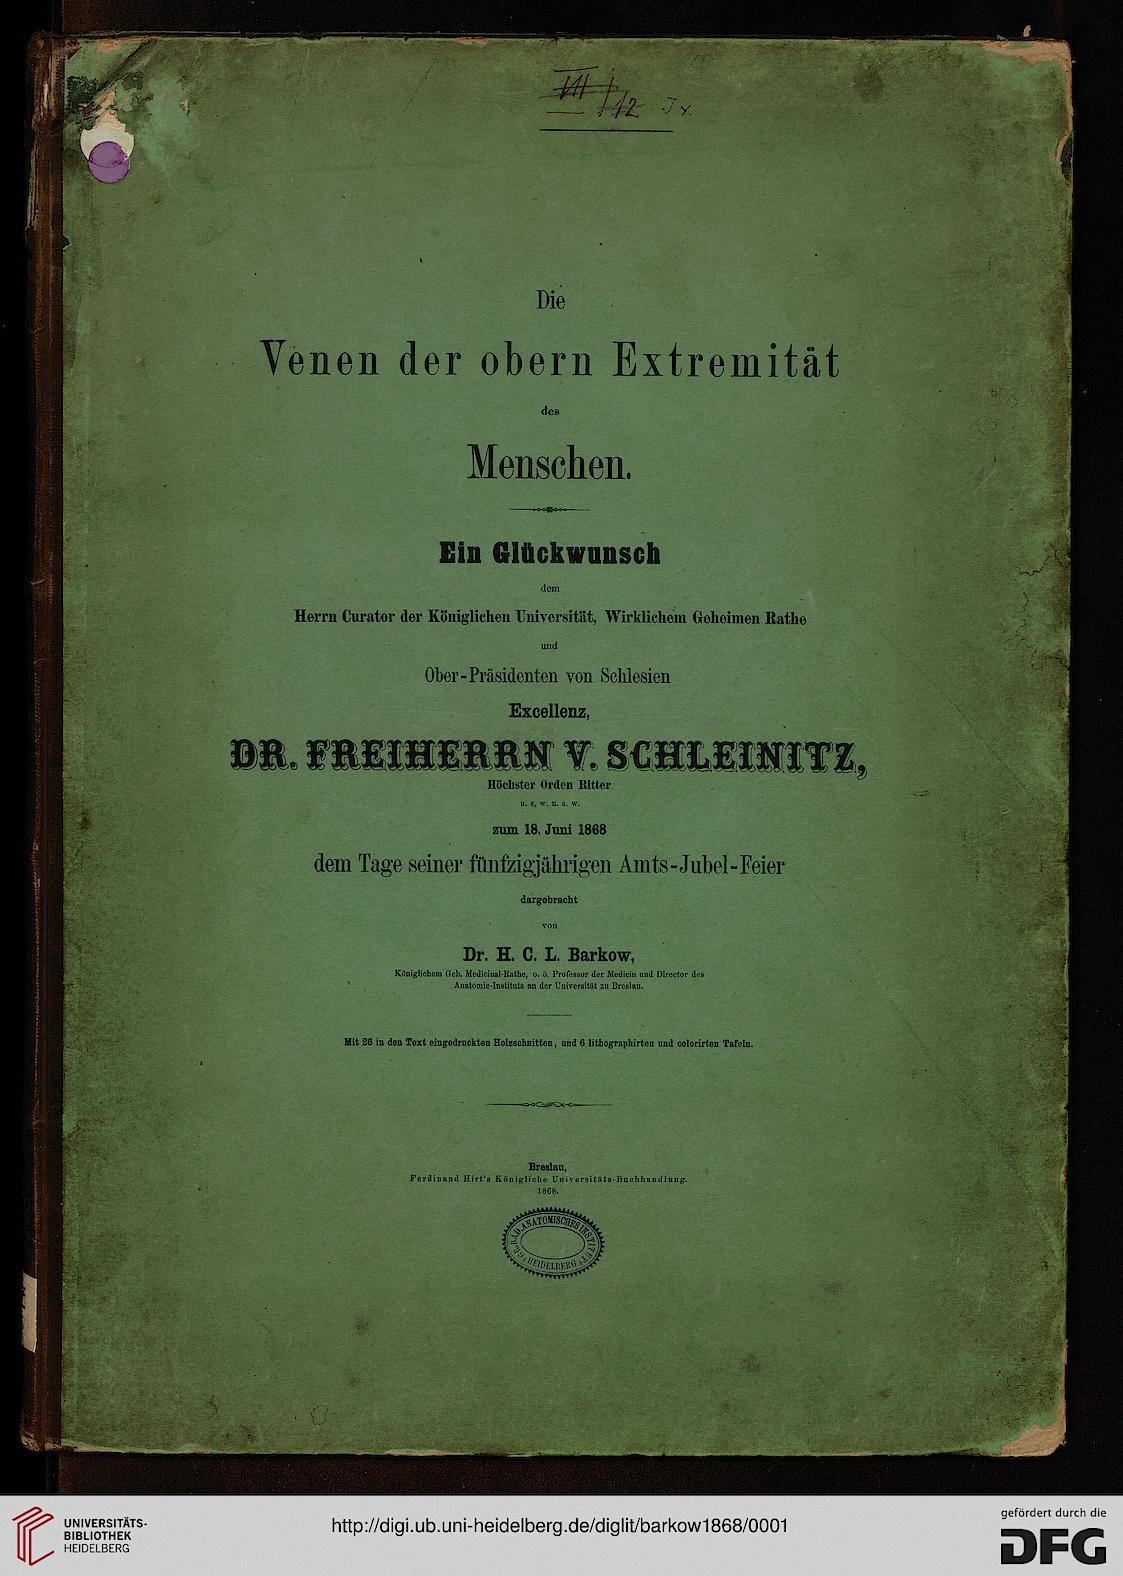 VII/12 Jx.
Die
Venen der obern Extremität
des
Menschen.
Ein Glückwunsch
dem
Herrn Curator der Königlichen Universität, Wirklichem Geheimen Rathe
und
Ober-Präsidenten von Schlesien
Excellenz,
DR. FREIHERRN V. SCHLEINITZ,
Höchster Orden Ritter
u. s. w. u. s. w.
zum 18. Juni 1868
dem Tage seiner fünfzigjährigen Amts-Jubel-Feier
dargebracht
von
Dr. H. C. L. Barkow,
Königlichem Geh. Medicinal-Rathe, o. ö. Professor der Medicin und Director des
Anatomie-Instituts an der Universität zu Breslau.
Mit 26 in den Text eingedruckten Holzschnitten, und 6 lithographirten und colorirten Tafeln.
Breslau,
Ferdinand Hirt's Königliche Universitäts-Buchhandlung.
1868.
GR. BAD. ANATOMISCHES INSTITUT
HEIDELBERG
UNIVERSITÄTS-
BIBLIOTHEK
HEIDELBERG
http://digi.ub.uni-heidelberg.de/diglit/barkow1868/0001
gefördert durch die
DFG